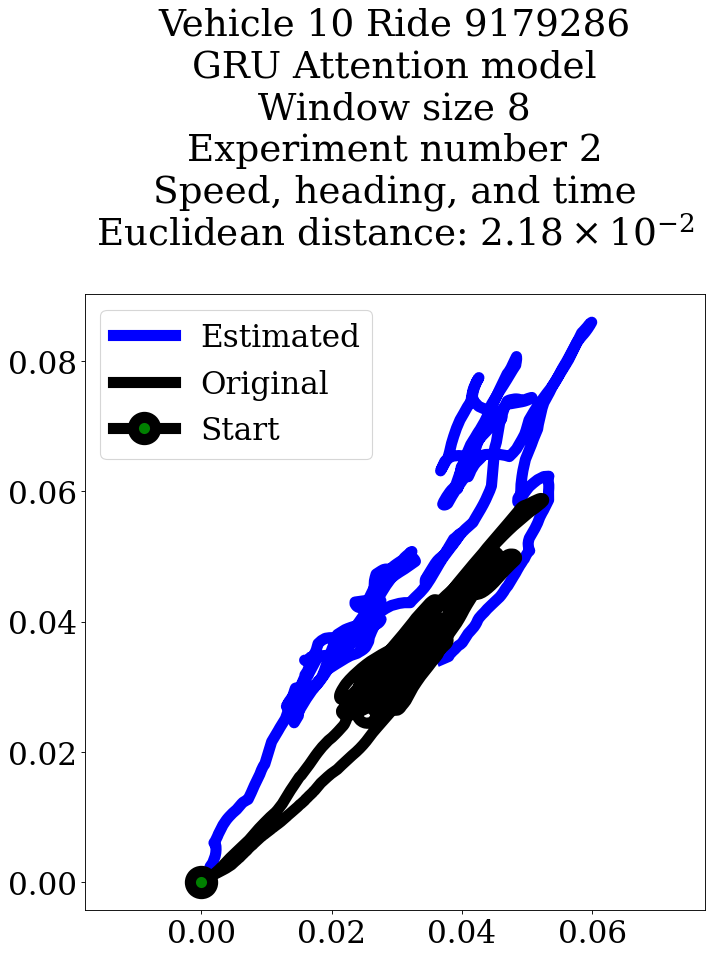 Vehicle 10 Ride 9179286
GRU Attention model
Window size 8
Experiment number 2
Speed, heading, and time
Euclidean distance: 2.18 × 10⁻²
Estimated
Original
Start
0.08
0.06
0.04
0.02
0.00
0.00 0.02 0.04 0.06